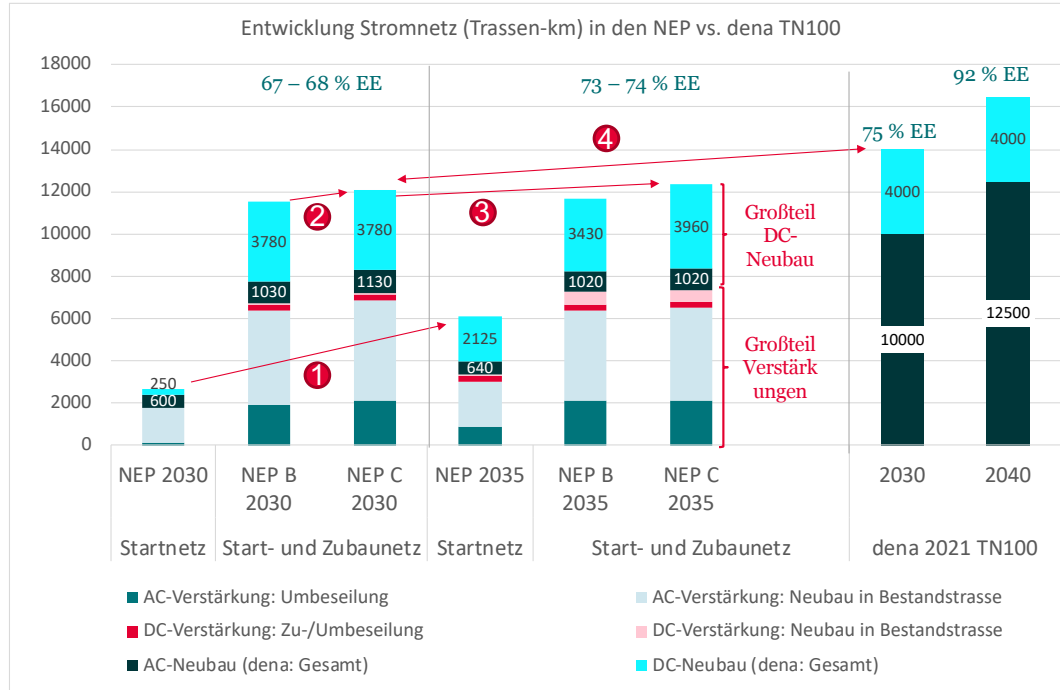 Entwicklung Stromnetz (Trassen-km) in den NEP vs. dena TN100
18000
16000
14000
12000
10000
8000
6000
4000
2000
0
67 – 68 % EE
73 – 74 % EE
75 % EE
92 % EE
1
2
3
4
250
600
3780
1030
3780
1130
2125
640
3430
1020
3960
1020
Großteil
DC-
Neubau
Großteil
Verstärk
ungen
4000
10000
4000
12500
NEP 2030
NEP B
2030
NEP C
2030
NEP 2035
NEP B
2035
NEP C
2035
2030
2040
Startnetz
Start- und Zubaunetz
Startnetz
Start- und Zubaunetz
dena 2021 TN100
AC-Verstärkung: Umbeseilung
AC-Verstärkung: Neubau in Bestandstrasse
DC-Verstärkung: Zu-/Umbeseilung
DC-Verstärkung: Neubau in Bestandstrasse
AC-Neubau (dena: Gesamt)
DC-Neubau (dena: Gesamt)